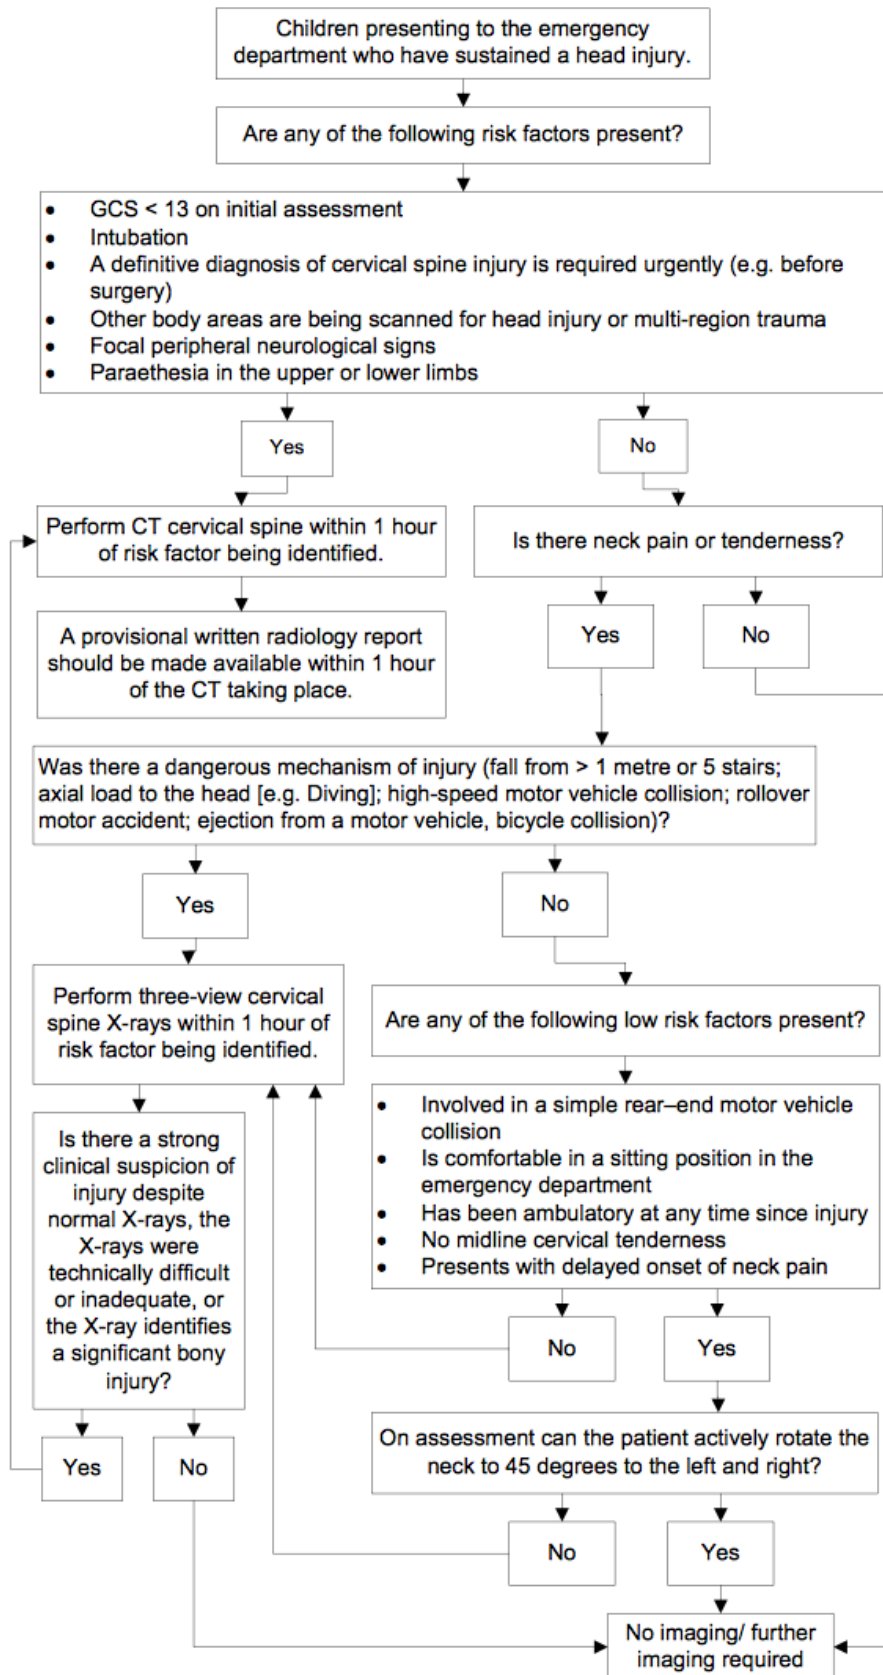 Children presenting to the emergency
department who have sustained a head injury.
Are any of the following risk factors present?
• GCS < 13 on initial assessment
• Intubation
• A definitive diagnosis of cervical spine injury is required urgently (e.g. before
surgery)
• Other body areas are being scanned for head injury or multi-region trauma
• Focal peripheral neurological signs
• Paraethesia in the upper or lower limbs
Yes
No
Perform CT cervical spine within 1 hour
of risk factor being identified.
Is there neck pain or tenderness?
A provisional written radiology report
should be made available within 1 hour
of the CT taking place.
Yes
No
Was there a dangerous mechanism of injury (fall from > 1 metre or 5 stairs;
axial load to the head [e.g. Diving]; high-speed motor vehicle collision; rollover
motor accident; ejection from a motor vehicle, bicycle collision)?
Yes
No
Perform three-view cervical
spine X-rays within 1 hour of
risk factor being identified.
Are any of the following low risk factors present?
• Involved in a simple rear–end motor vehicle
collision
• Is comfortable in a sitting position in the
emergency department
• Has been ambulatory at any time since injury
• No midline cervical tenderness
• Presents with delayed onset of neck pain
Is there a strong
clinical suspicion of
injury despite
normal X-rays, the
X-rays were
technically difficult
or inadequate, or
the X-ray identifies
a significant bony
injury?
No
Yes
On assessment can the patient actively rotate the
neck to 45 degrees to the left and right?
Yes
No
No
Yes
No imaging/ further
imaging required